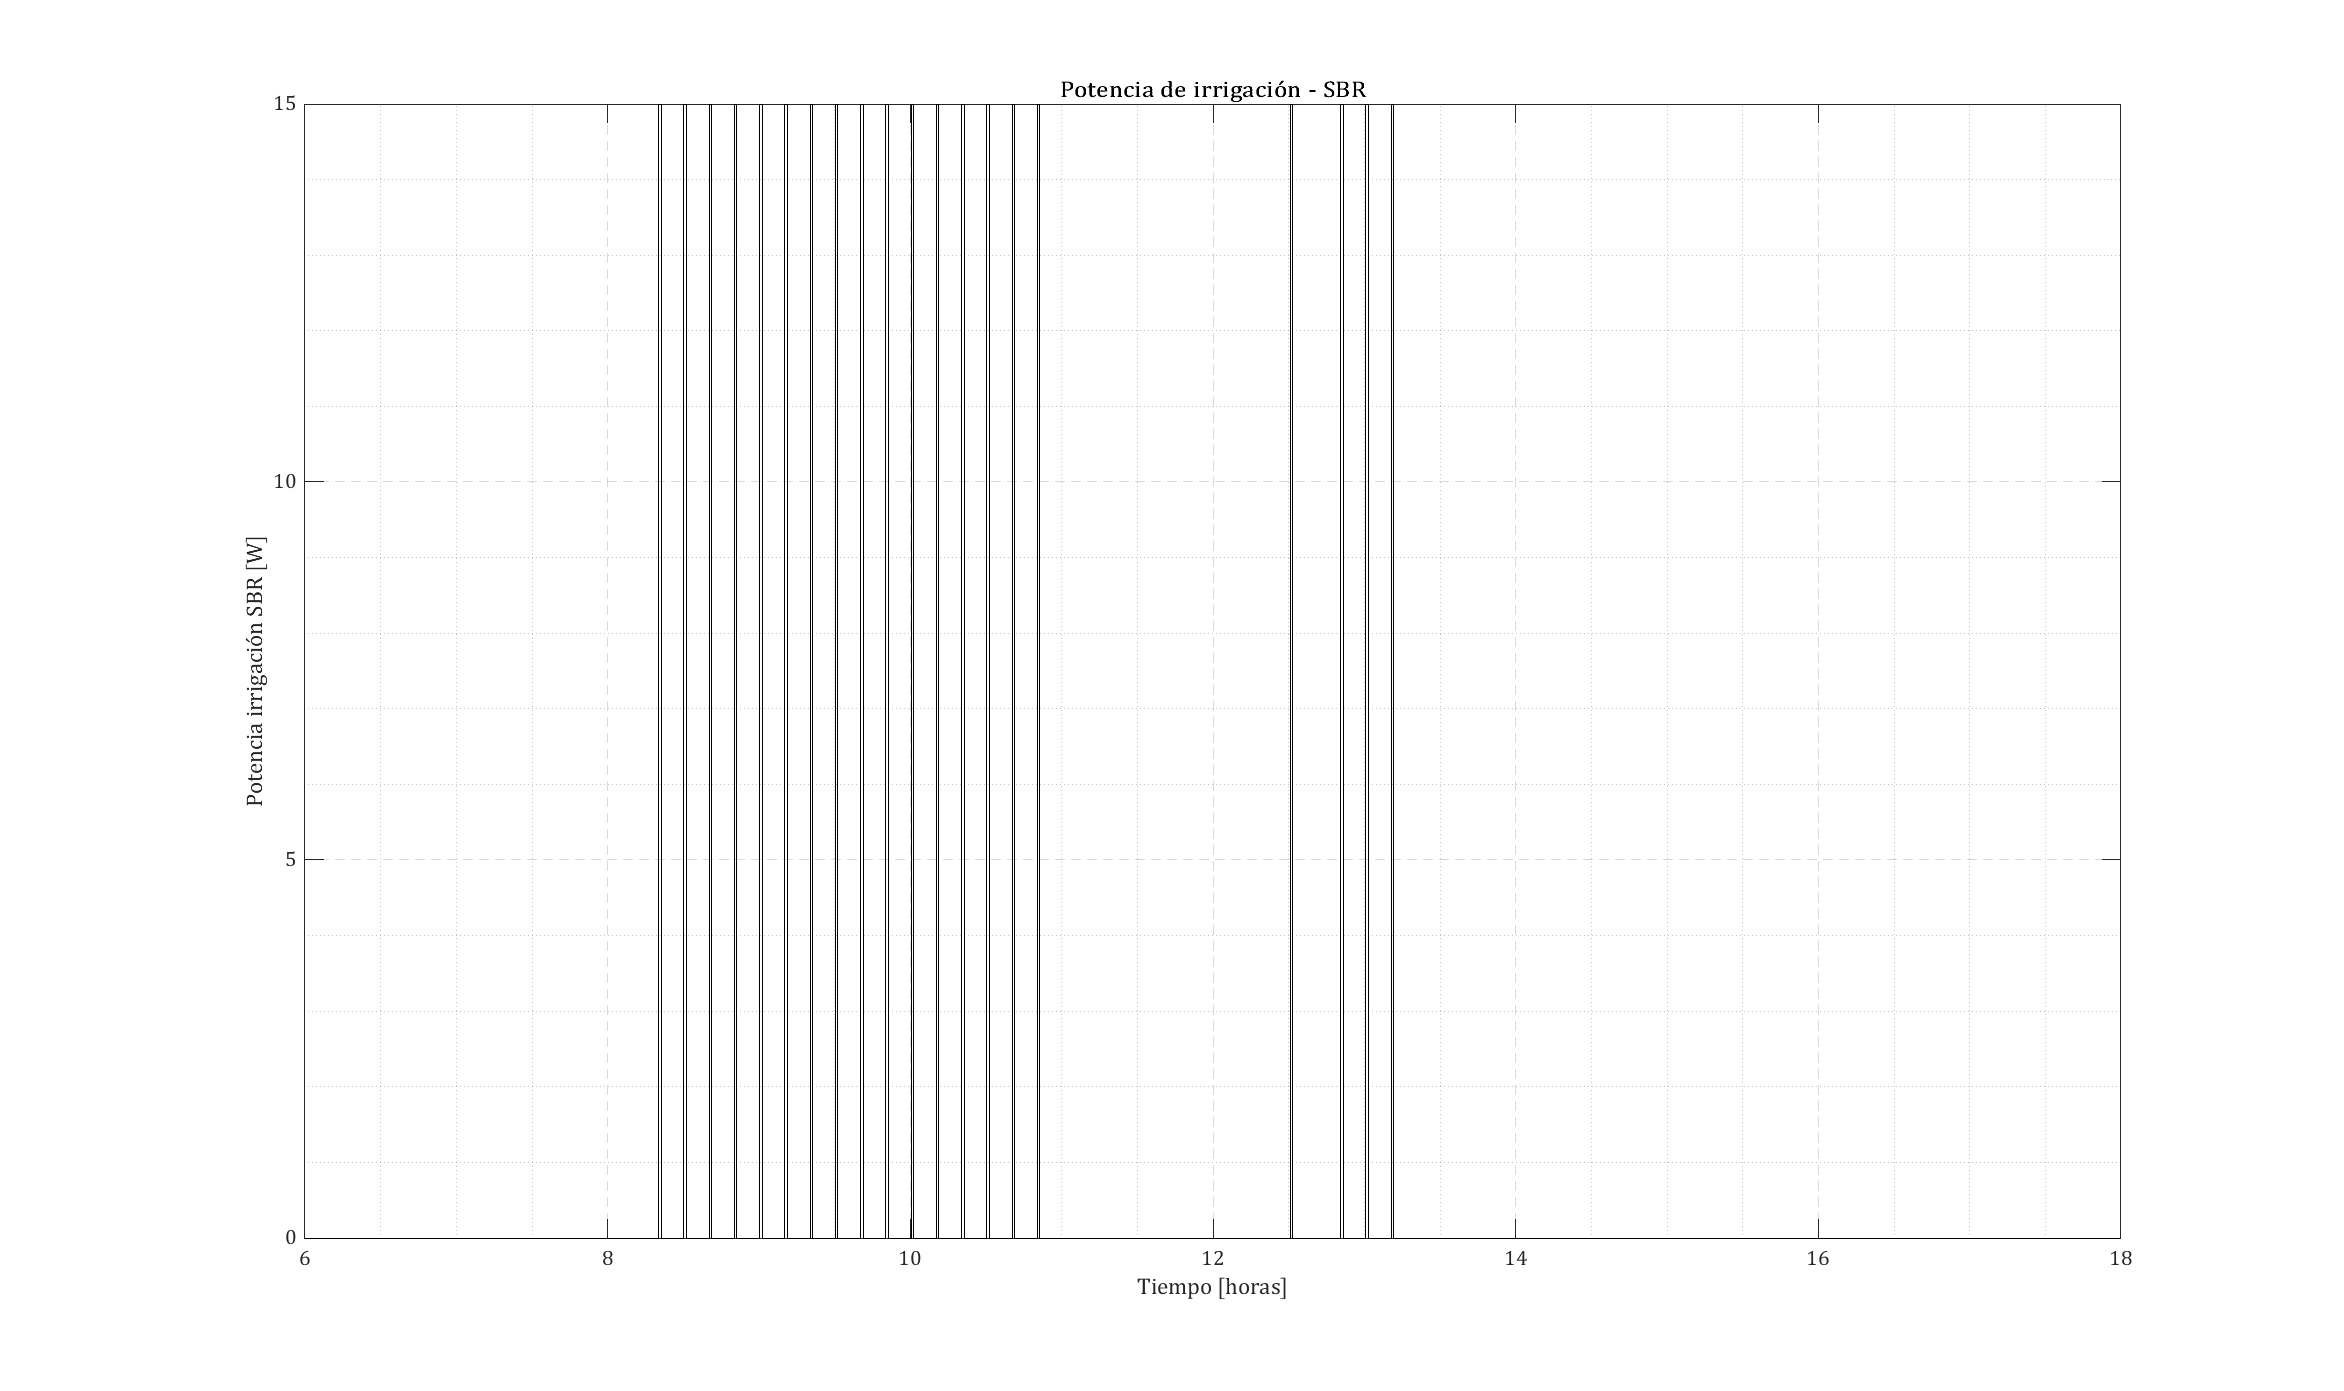 Potencia de irrigación - SBR
15
10
5
0
Potencia irrigación SBR [W]
6 8 10 12 14 16 18
Tiempo [horas]